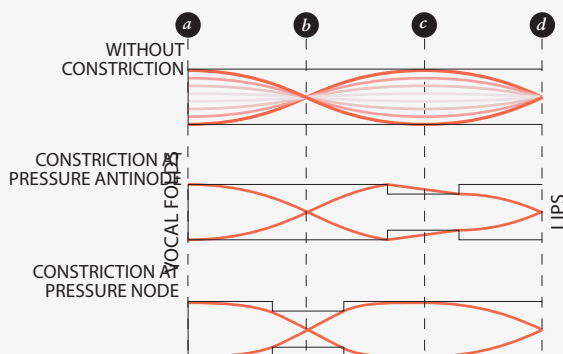 a b c d
WITHOUT
CONSTRICTION
CONSTRICTION AT
PRESSURE ANTINODE
VOCAL FOLDS
LIPS
CONSTRICTION AT
PRESSURE NODE